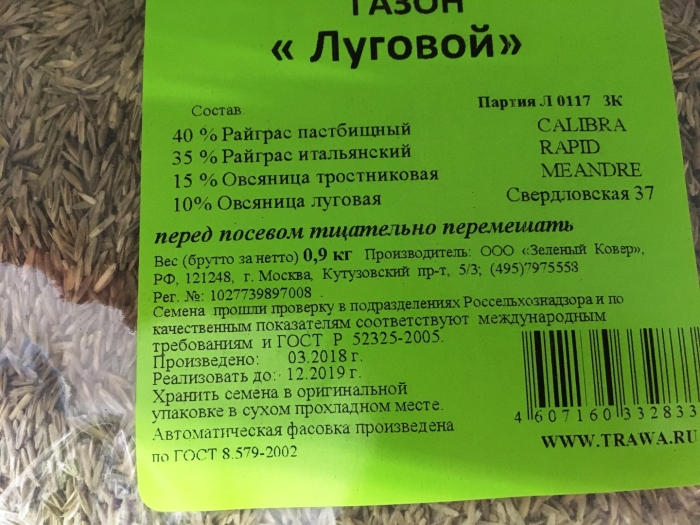 ГАЗОН
« Луговой»
Состав Партия Л 0117 3К
40 % Райграс пастбищный CALIBRA
35 % Райграс итальянский RAPID
15 % Овсяница тростниковая MEANDRE
10% Овсяница луговая Свердловская 37
перед посевом тщательно перемешать
Вес (брутто за нетто) 0,9 кг Производитель: ООО «Зеленый Ковер»,
РФ, 121248, г. Москва, Кутузовский пр-т, 5/3; (495)7975558
Рег. №: 1027739897008 .
Семена прошли проверку в подразделениях Россельхознадзора и по
качественным показателям соответствуют международным
требованиям и ГОСТ Р 52325-2005.
Произведено: 03.2018 г.
Реализовать до: 12.2019 г.
Хранить семена в оригинальной
упаковке в сухом прохладном месте.
Автоматическая фасовка произведена
по ГОСТ 8.579-2002
4 607160 332833
WWW.TRAWA.RU